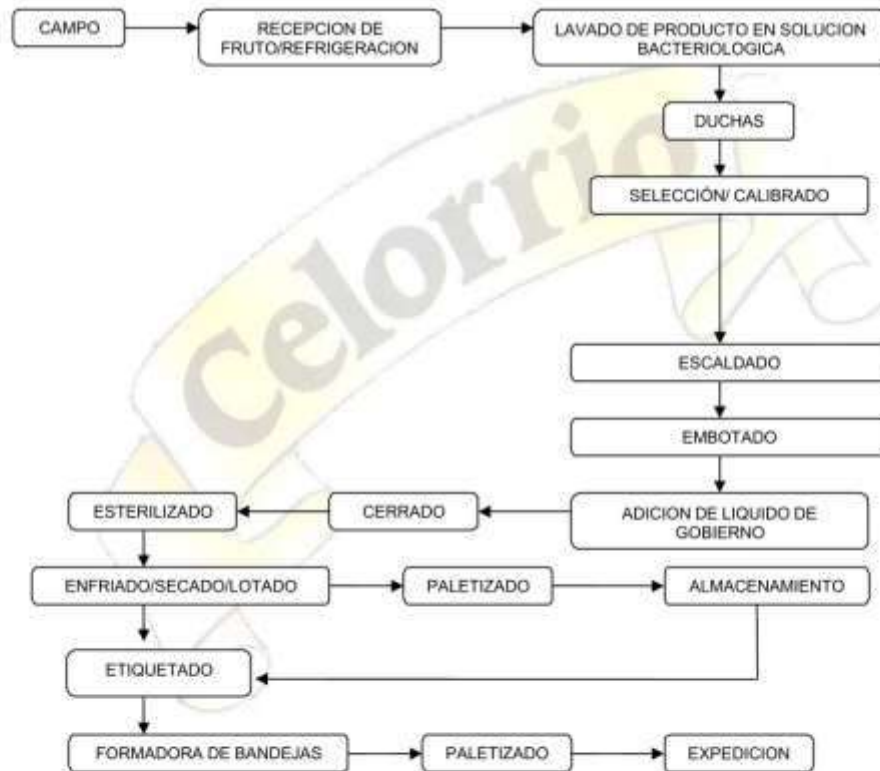 CAMPO
RECEPCION DE
FRUTO/REFRIGERACION
LAVADO DE PRODUCTO EN SOLUCION
BACTERIOLOGICA
DUCHAS
SELECCIÓN/ CALIBRADO
Celorrio
ESCALDADO
EMBOTADO
ADICION DE LIQUIDO DE
GOBIERNO
CERRADO
ESTERILIZADO
ENFRIADO/SECADO/LOTADO
PALETIZADO
ALMACENAMIENTO
ETIQUETADO
FORMADORA DE BANDEJAS
PALETIZADO
EXPEDICION